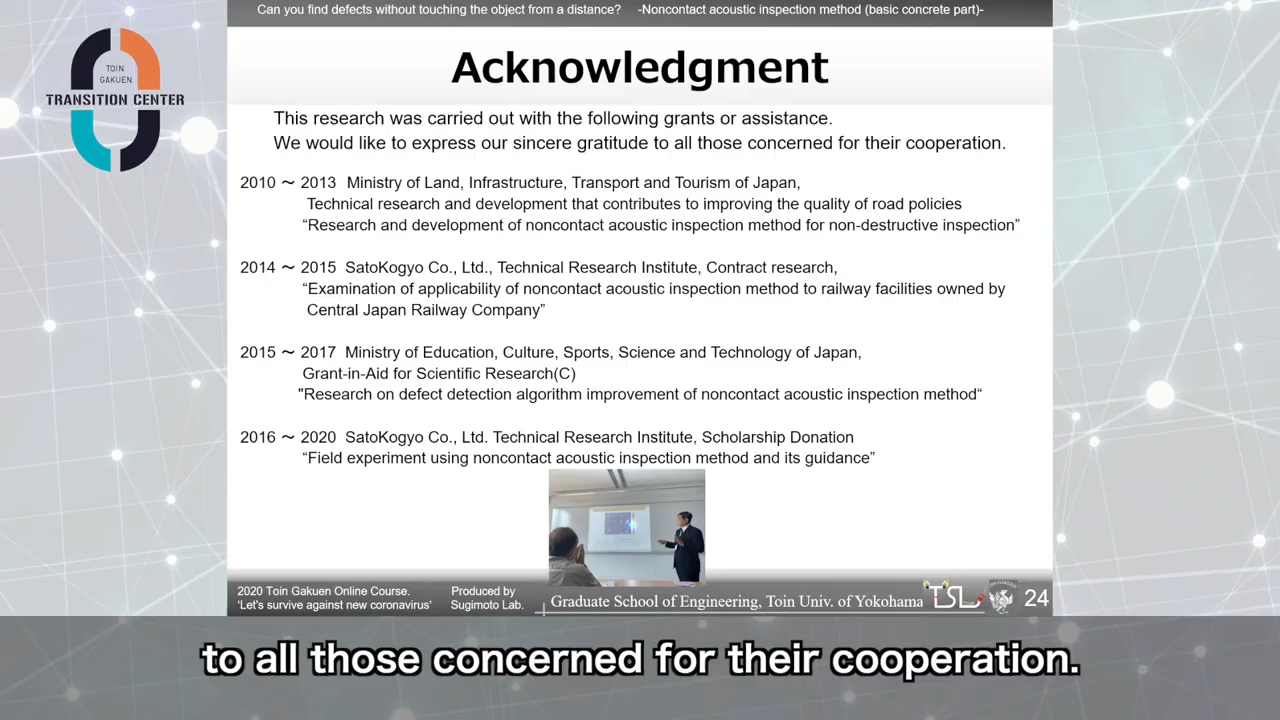 Can you find defects without touching the object from a distance? -Noncontact acoustic inspection method (basic concrete part)-
TOIN
GAKUEN
TRANSITION CENTER
Acknowledgment
This research was carried out with the following grants or assistance.
We would like to express our sincere gratitude to all those concerned for their cooperation.
2010 ～ 2013 Ministry of Land, Infrastructure, Transport and Tourism of Japan,
Technical research and development that contributes to improving the quality of road policies
“Research and development of noncontact acoustic inspection method for non-destructive inspection”
2014 ～ 2015 SatoKogyo Co., Ltd., Technical Research Institute, Contract research,
“Examination of applicability of noncontact acoustic inspection method to railway facilities owned by
Central Japan Railway Company”
2015 ～ 2017 Ministry of Education, Culture, Sports, Science and Technology of Japan,
Grant-in-Aid for Scientific Research(C)
"Research on defect detection algorithm improvement of noncontact acoustic inspection method“
2016 ～ 2020 SatoKogyo Co., Ltd. Technical Research Institute, Scholarship Donation
“Field experiment using noncontact acoustic inspection method and its guidance”
2020 Toin Gakuen Online Course.
‘Let's survive against new coronavirus’
Produced by
Sugimoto Lab.
Graduate School of Engineering, Toin Univ. of Yokohama
TSL
24
to all those concerned for their cooperation.